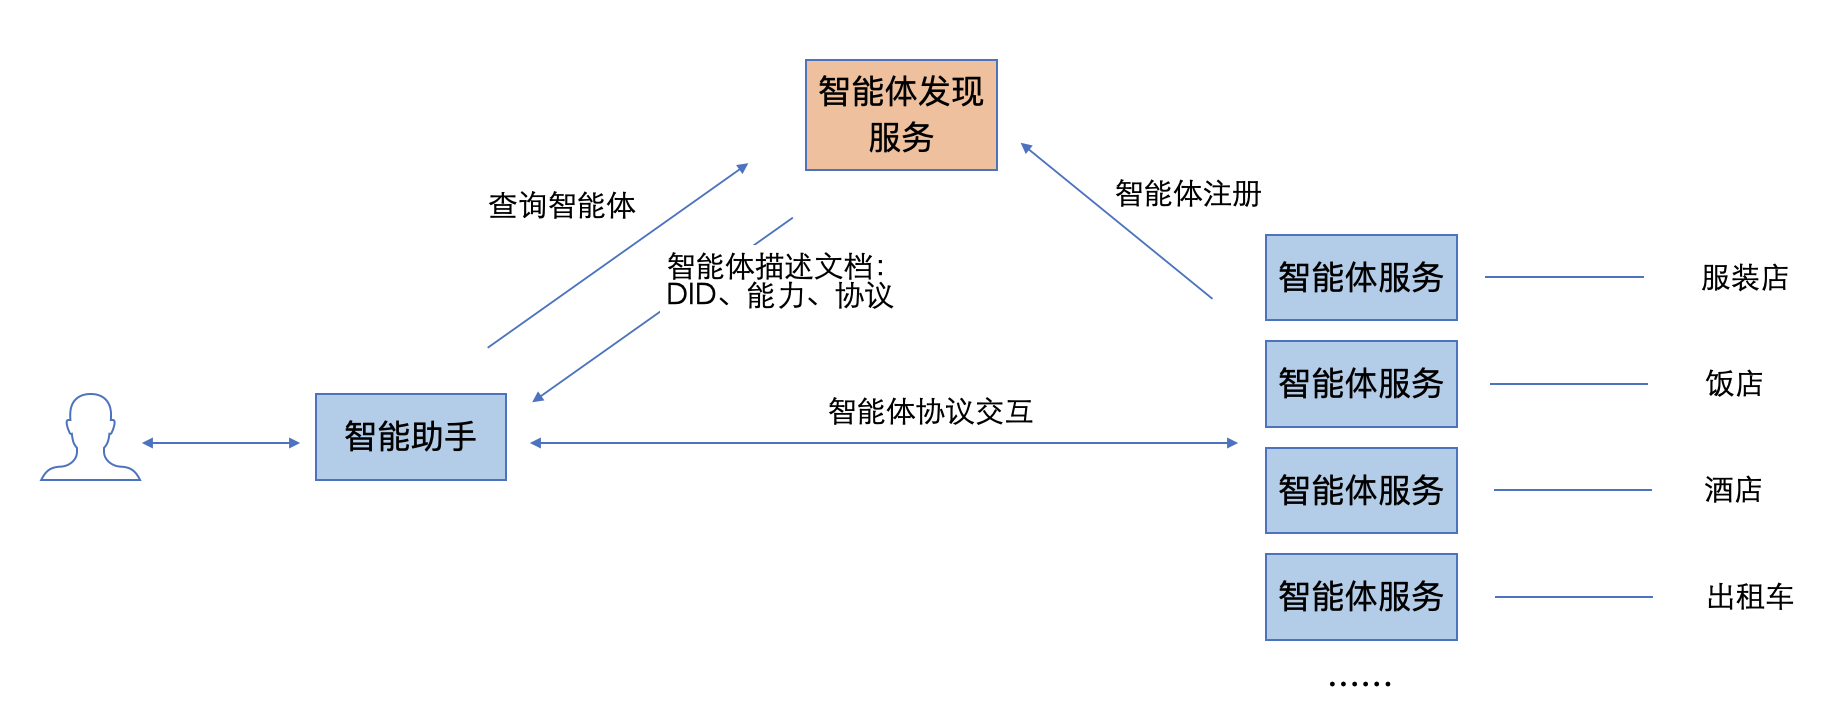 智能体发现
服务
查询智能体
智能体注册
智能体描述文档：
DID、能力、协议
智能体服务
服装店
智能体服务
饭店
智能体协议交互
智能助手
智能体服务
酒店
智能体服务
出租车
······